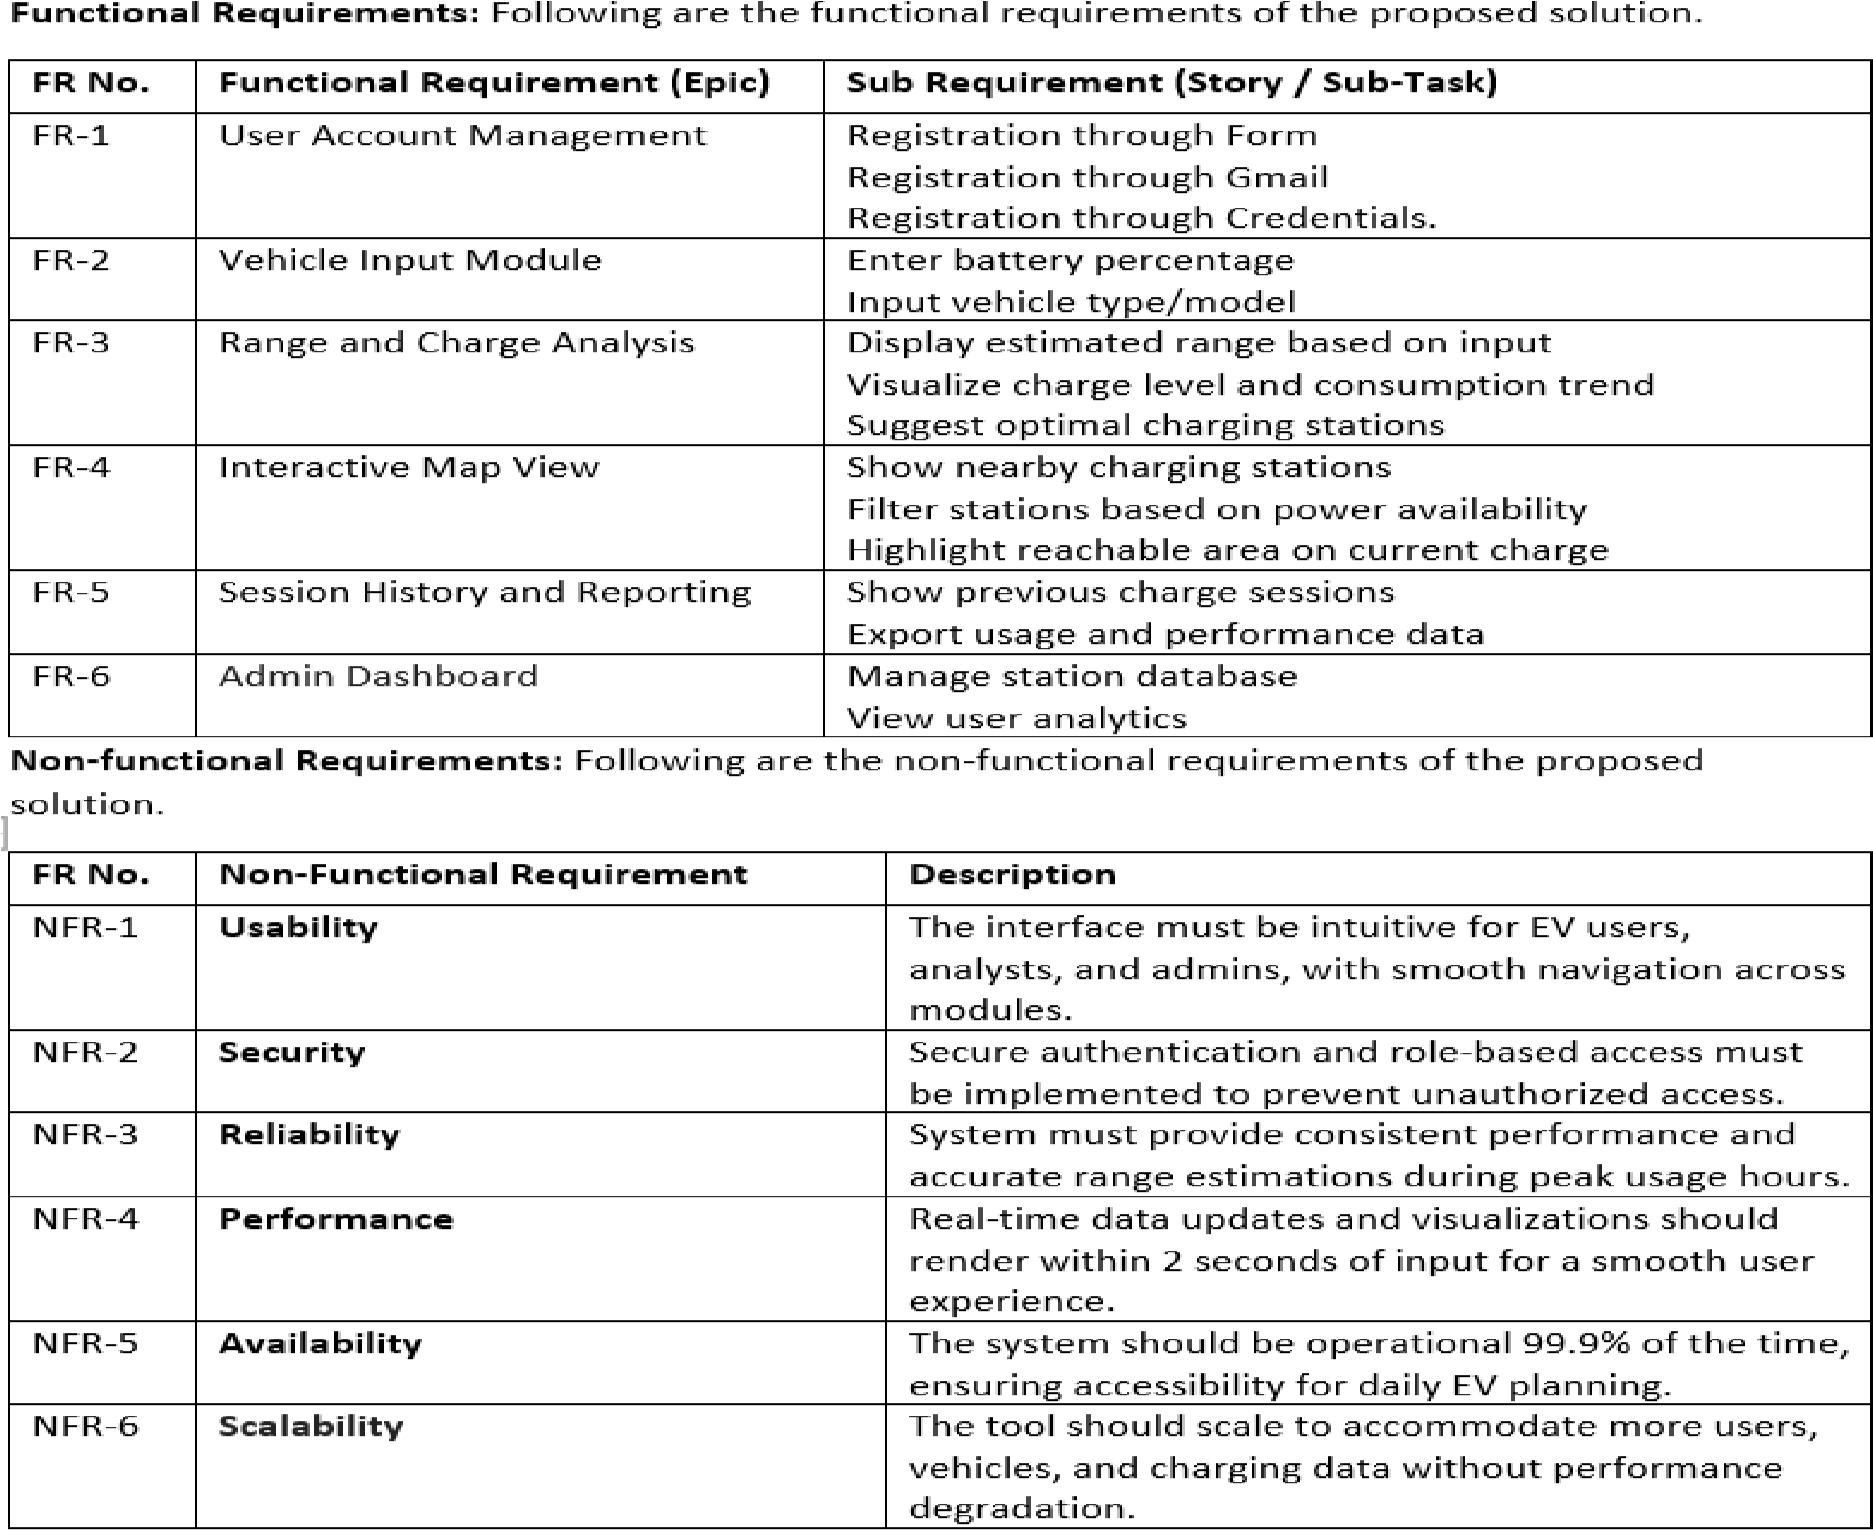 Functional Requirements: Following are the functional requirements of the proposed solution.
FR No. Functional Requirement (Epic) Sub Requirement (Story / Sub-Task)
FR-1 User Account Management Registration through Form
Registration through Gmail
Registration through Credentials.
FR-2 Vehicle Input Module Enter battery percentage
Input vehicle type/model
FR-3 Range and Charge Analysis Display estimated range based on input
Visualize charge level and consumption trend
Suggest optimal charging stations
FR-4 Interactive Map View Show nearby charging stations
Filter stations based on power availability
Highlight reachable area on current charge
FR-5 Session History and Reporting Show previous charge sessions
Export usage and performance data
FR-6 Admin Dashboard Manage station database
View user analytics
Non-functional Requirements: Following are the non-functional requirements of the proposed
solution.
FR No. Non-Functional Requirement Description
NFR-1 Usability The interface must be intuitive for EV users,
analysts, and admins, with smooth navigation across
modules.
NFR-2 Security Secure authentication and role-based access must
be implemented to prevent unauthorized access.
NFR-3 Reliability System must provide consistent performance and
accurate range estimations during peak usage hours.
NFR-4 Performance Real-time data updates and visualizations should
render within 2 seconds of input for a smooth user
experience.
NFR-5 Availability The system should be operational 99.9% of the time,
ensuring accessibility for daily EV planning.
NFR-6 Scalability The tool should scale to accommodate more users,
vehicles, and charging data without performance
degradation.